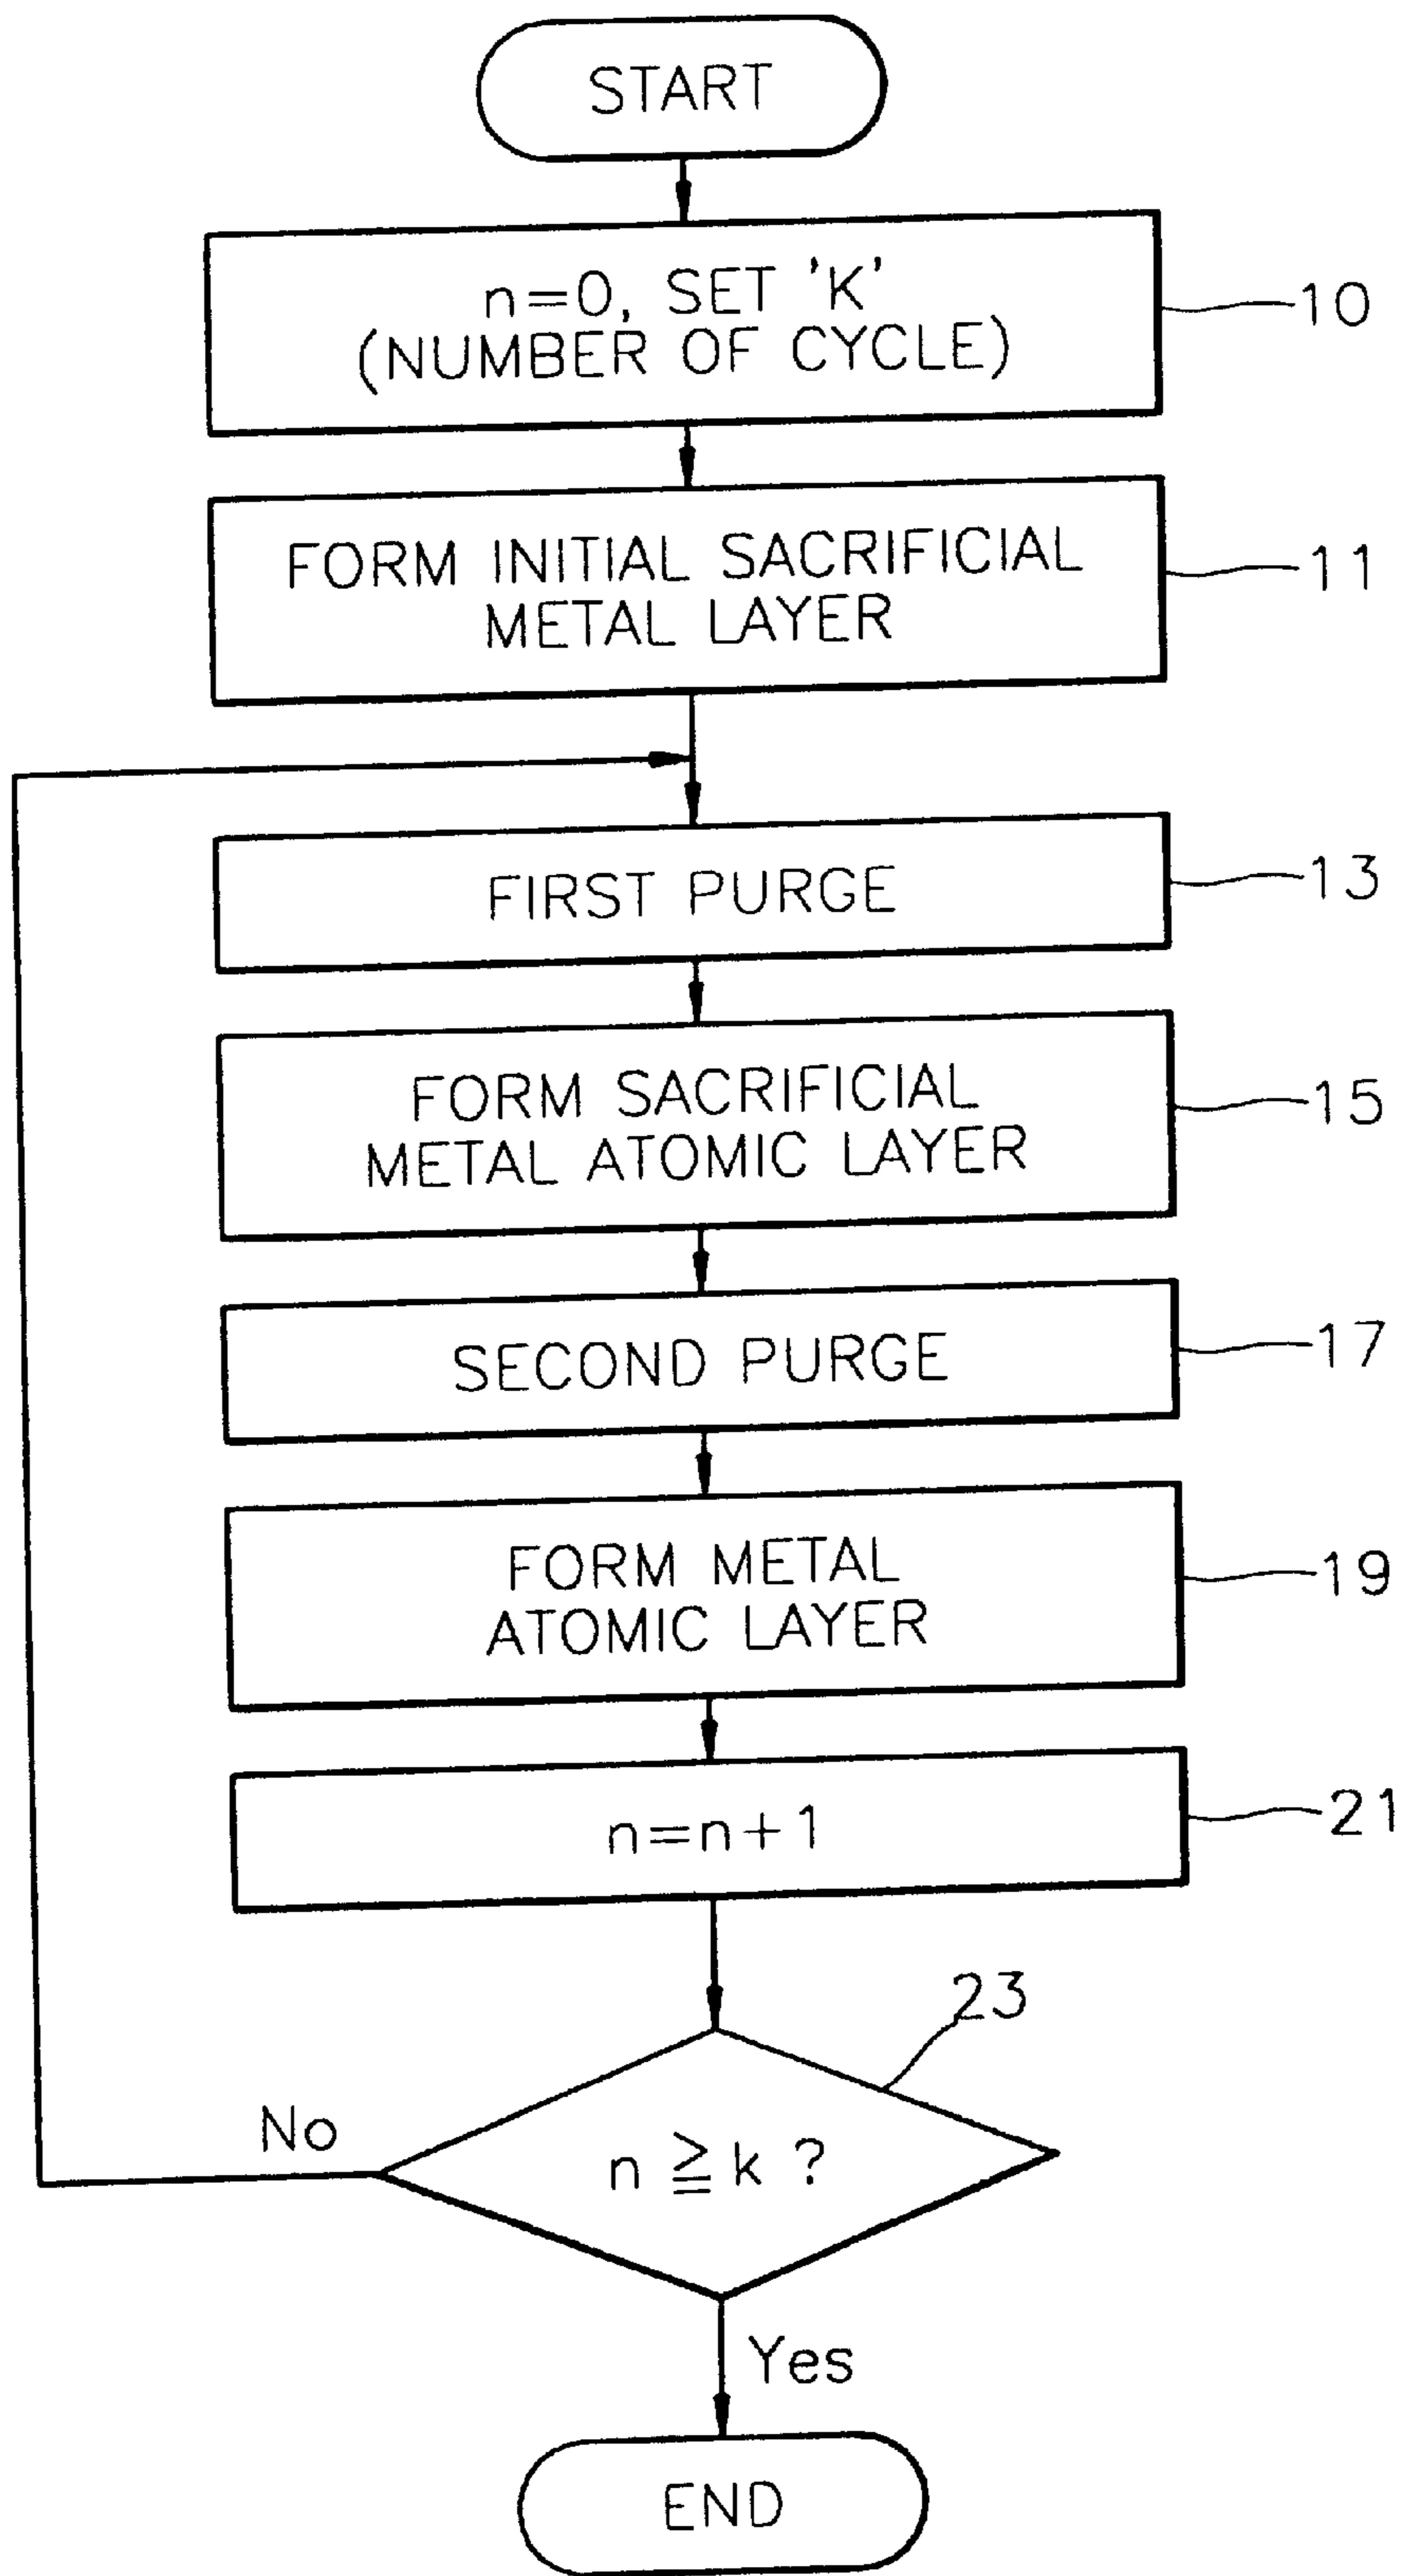 START
n=0, SET 'K'
(NUMBER OF CYCLE)
10
FORM INITIAL SACRIFICIAL
METAL LAYER
11
FIRST PURGE
13
FORM SACRIFICIAL
METAL ATOMIC LAYER
15
SECOND PURGE
17
FORM METAL
ATOMIC LAYER
19
n=n+1
21
23
No
n ≧ k ?
Yes
END